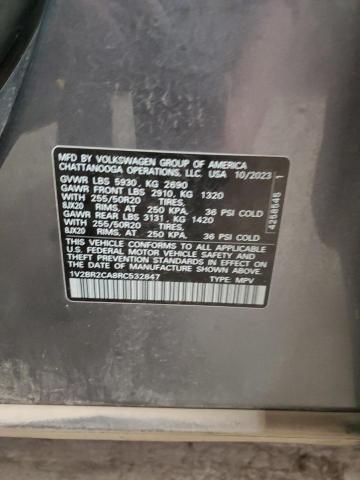 MFD. BY VOLKSWAGEN GROUP OF AMERICA
CHATTANOOGA OPERATIONS, LLC. USA 10/2023
GVWR LBS 5930, KG 2690
GAWR FRONT LBS 2910, KG 1320
WITH 255/50R20 TIRES,
8JX20 RIMS, AT 250 KPA, 36 PSI COLD
GAWR REAR LBS 3131, KG 1420
WITH 255/50R20 TIRES,
8JX20 RIMS, AT 250 KPA, 36 PSI COLD
THIS VEHICLE CONFORMS TO ALL APPLICABLE
U.S. FEDERAL MOTOR VEHICLE SAFETY AND
THEFT PREVENTION STANDARDS IN EFFECT ON
THE DATE OF MANUFACTURE SHOWN ABOVE.
1V2BR2CA8RC532847 TYPE: MPV
4258545 1